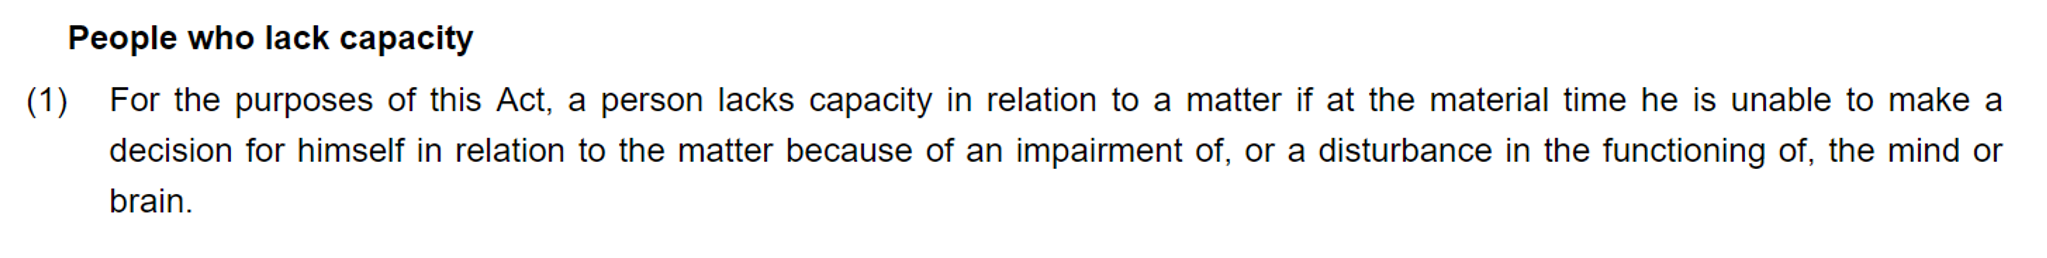 People who lack capacity
(1) For the purposes of this Act, a person lacks capacity in relation to a matter if at the material time he is unable to make a
decision for himself in relation to the matter because of an impairment of, or a disturbance in the functioning of, the mind or
brain.